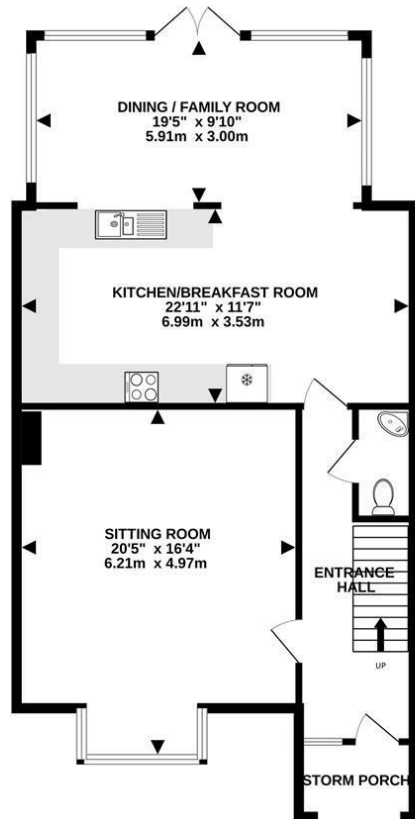 DINING / FAMILY ROOM
19'5" x 9'10"
5.91m x 3.00m
KITCHEN/BREAKFAST ROOM
22'11" x 11'7"
6.99m x 3.53m
SITTING ROOM
20'5" x 16'4"
6.21m x 4.97m
ENTRANCE
HALL
UP
STORM PORCH